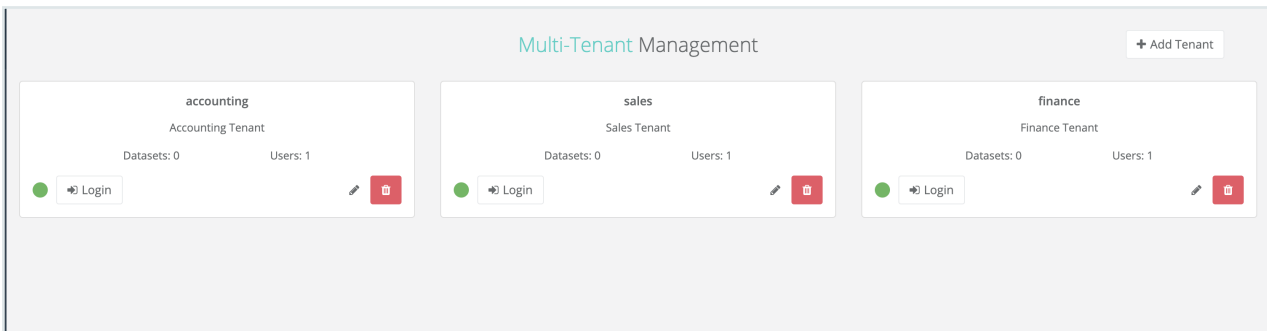 Multi-Tenant Management
Add Tenant
accounting
Accounting Tenant
Datasets: 0 Users: 1
Login
sales
Sales Tenant
Datasets: 0 Users: 1
Login
finance
Finance Tenant
Datasets: 0 Users: 1
Login